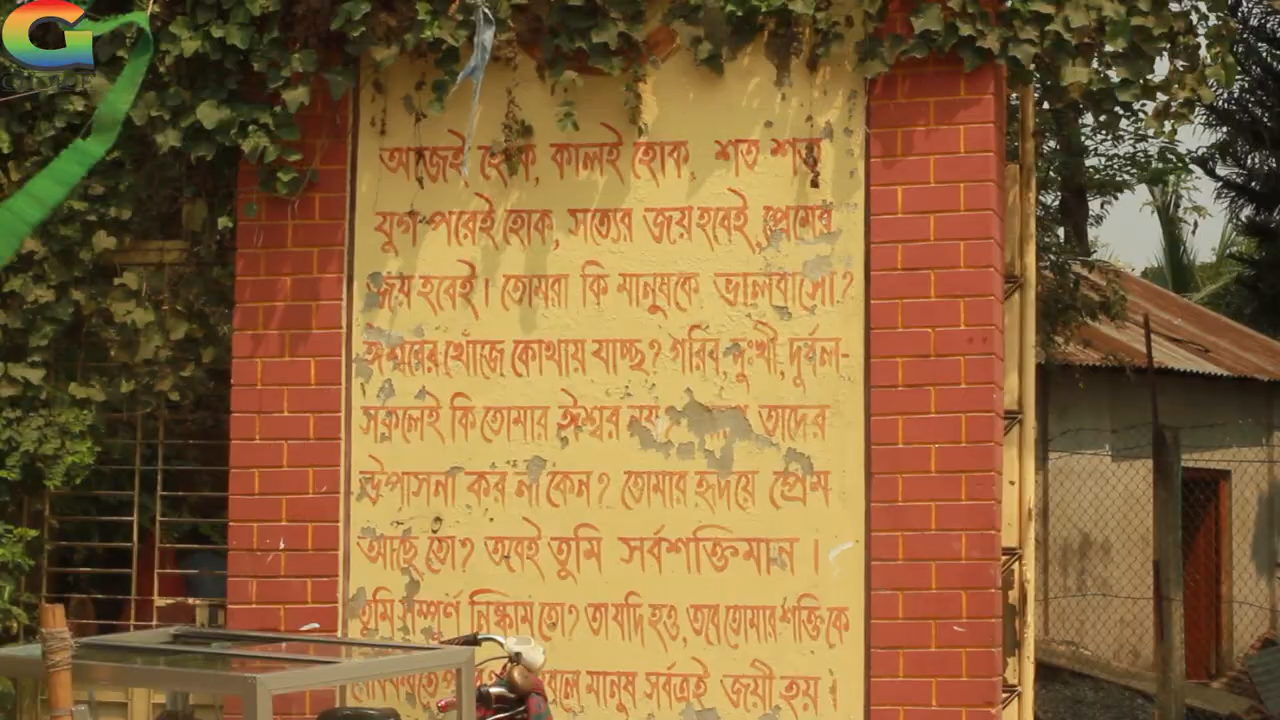 G
আজই হোক, কালই হোক, শত শত
যুগ পরেই হোক, সত্যের জয় হবেই, প্রেমের
জয় হবেই। তোমরা কি মানুষকে ভালবাসো?
ঈশ্বরের খোঁজে কোথায় যাচ্ছ? গরিব, দুঃখী, দুর্বল-
সকলেই কি তোমার ঈশ্বর নয় তাদের
উপাসনা কর না কেন? তোমার হৃদয়ে প্রেম
আছে তো? তবেই তুমি সর্বশক্তিমান।
তুমি সম্পূর্ণ নিষ্কাম তো? তা যদি হও, তবে তোমার শক্তিকে
মানুষ সর্বত্রই জয়ী হয়।